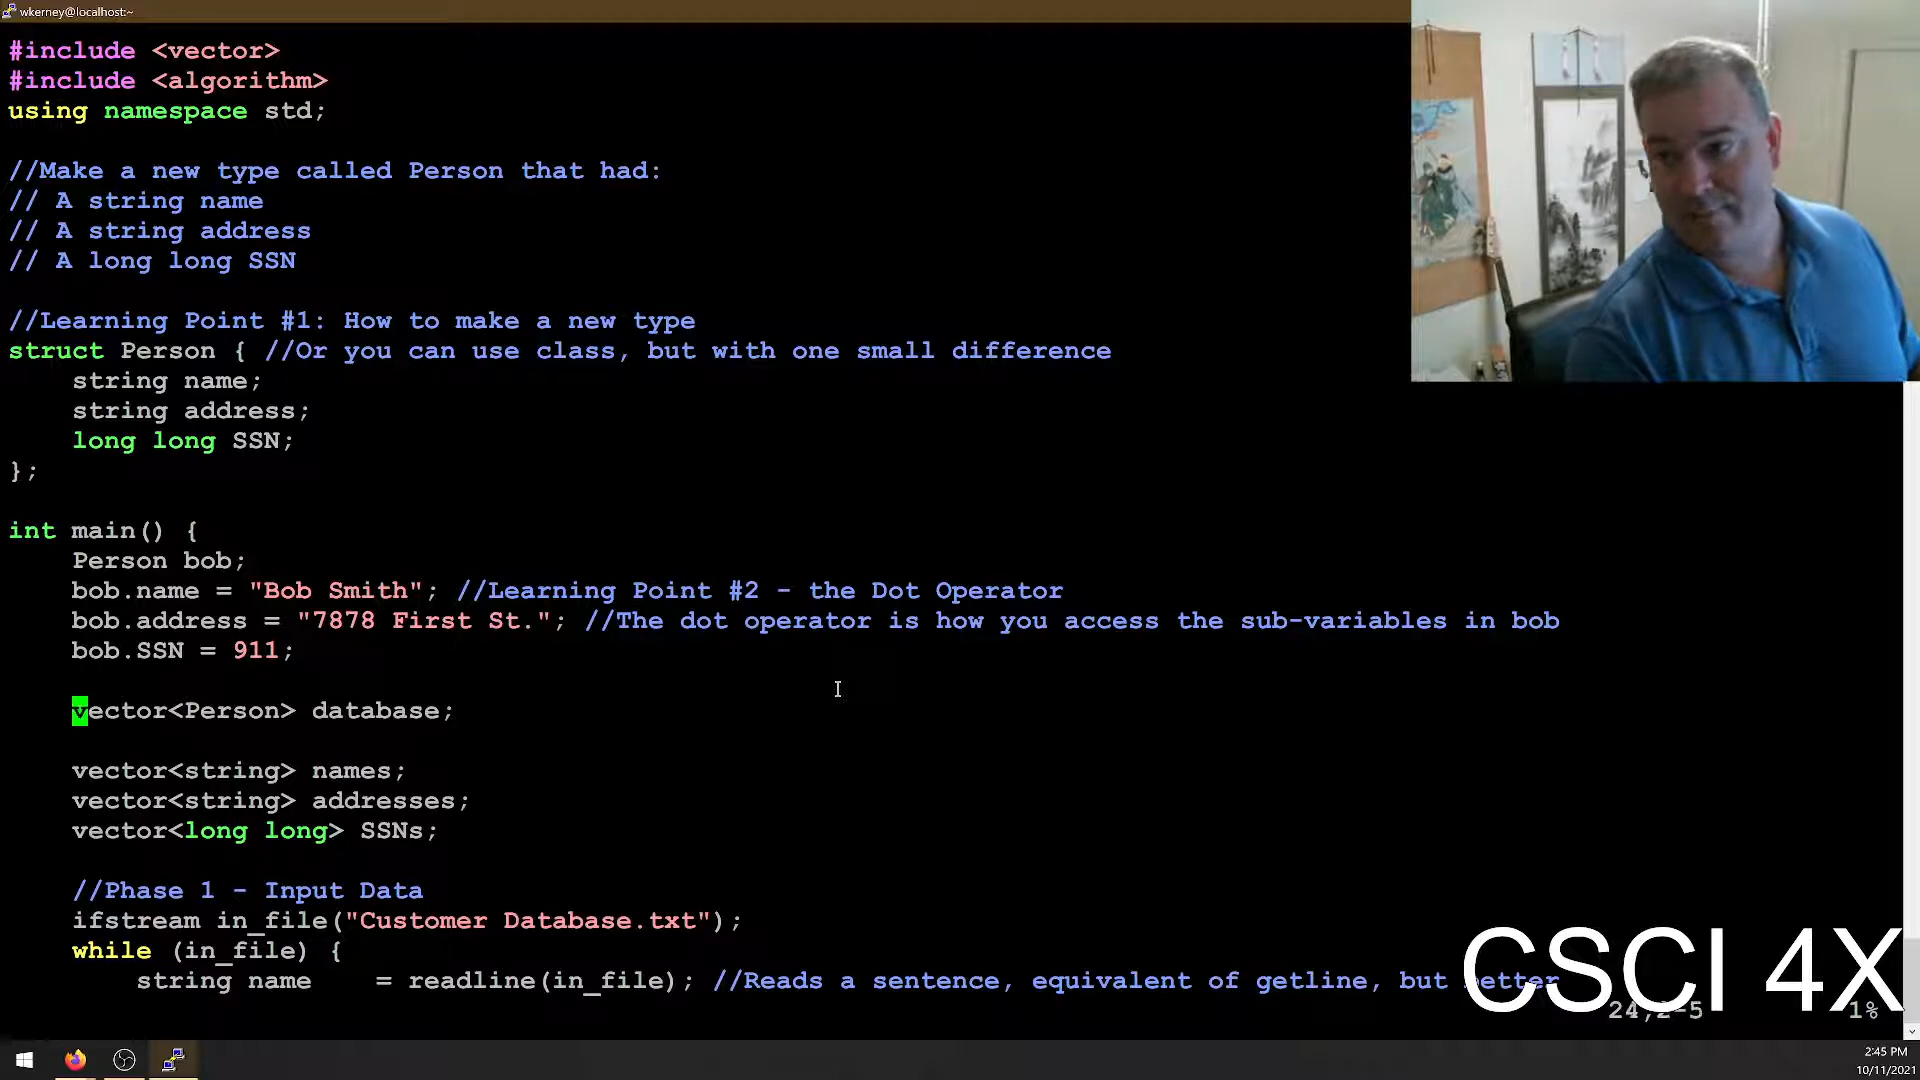 wkerney@localhost:~
#include <vector>
#include <algorithm>
using namespace std;
//Make a new type called Person that had:
// A string name
// A string address
// A long long SSN
//Learning Point #1: How to make a new type
struct Person { //Or you can use class, but with one small difference
    string name;
    string address;
    long long SSN;
};
int main() {
    Person bob;
    bob.name = "Bob Smith"; //Learning Point #2 - the Dot Operator
    bob.address = "7878 First St."; //The dot operator is how you access the sub-variables in bob
    bob.SSN = 911;
    vector<Person> database;
    vector<string> names;
    vector<string> addresses;
    vector<long long> SSNs;
    //Phase 1 - Input Data
    ifstream in_file("Customer Database.txt");
    while (in_file) {
        string name    = readline(in_file); //Reads a sentence, equivalent of getline, but better
CSCI 4X
1%
2:45 PM
10/11/2021